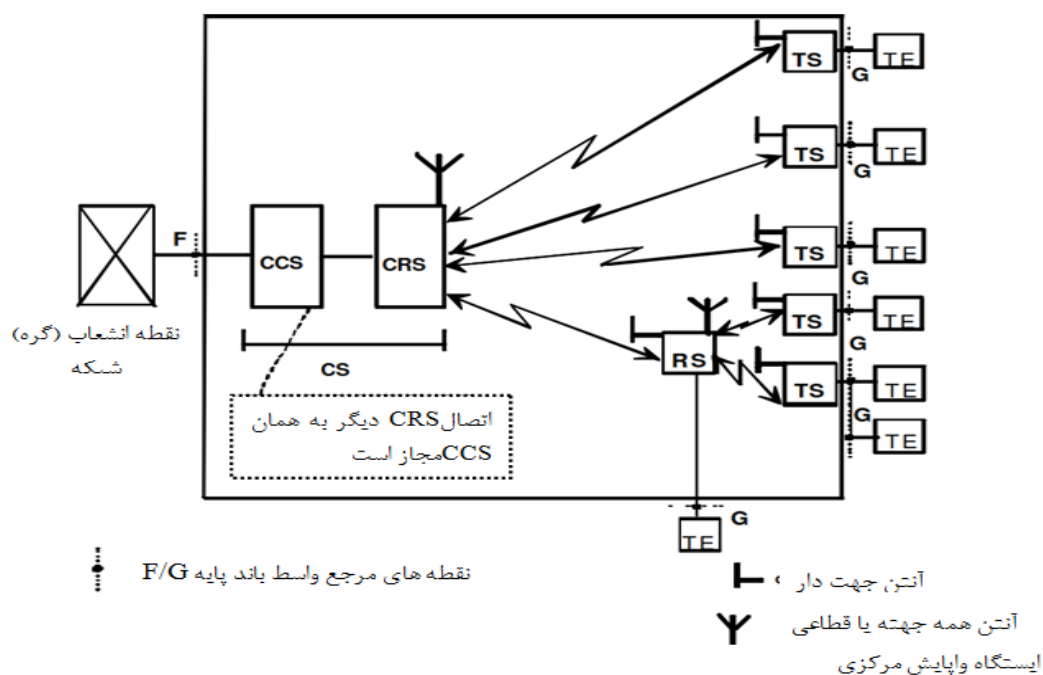 TS
TE
G
TS
TE
G
F
CCS
CRS
TS
TE
G
نقطه انشعاب (گره)
شبکه
CS
RS
TS
TE
G
TS
TE
G
TE
اتصالCRS دیگر به همان
CCSمجاز است
G
TE
نقطه های مرجع واسط باند پایه F/G
آنتن جهت دار
آنتن همه جهته یا قطاعی
ایستگاه واپایش مرکزی